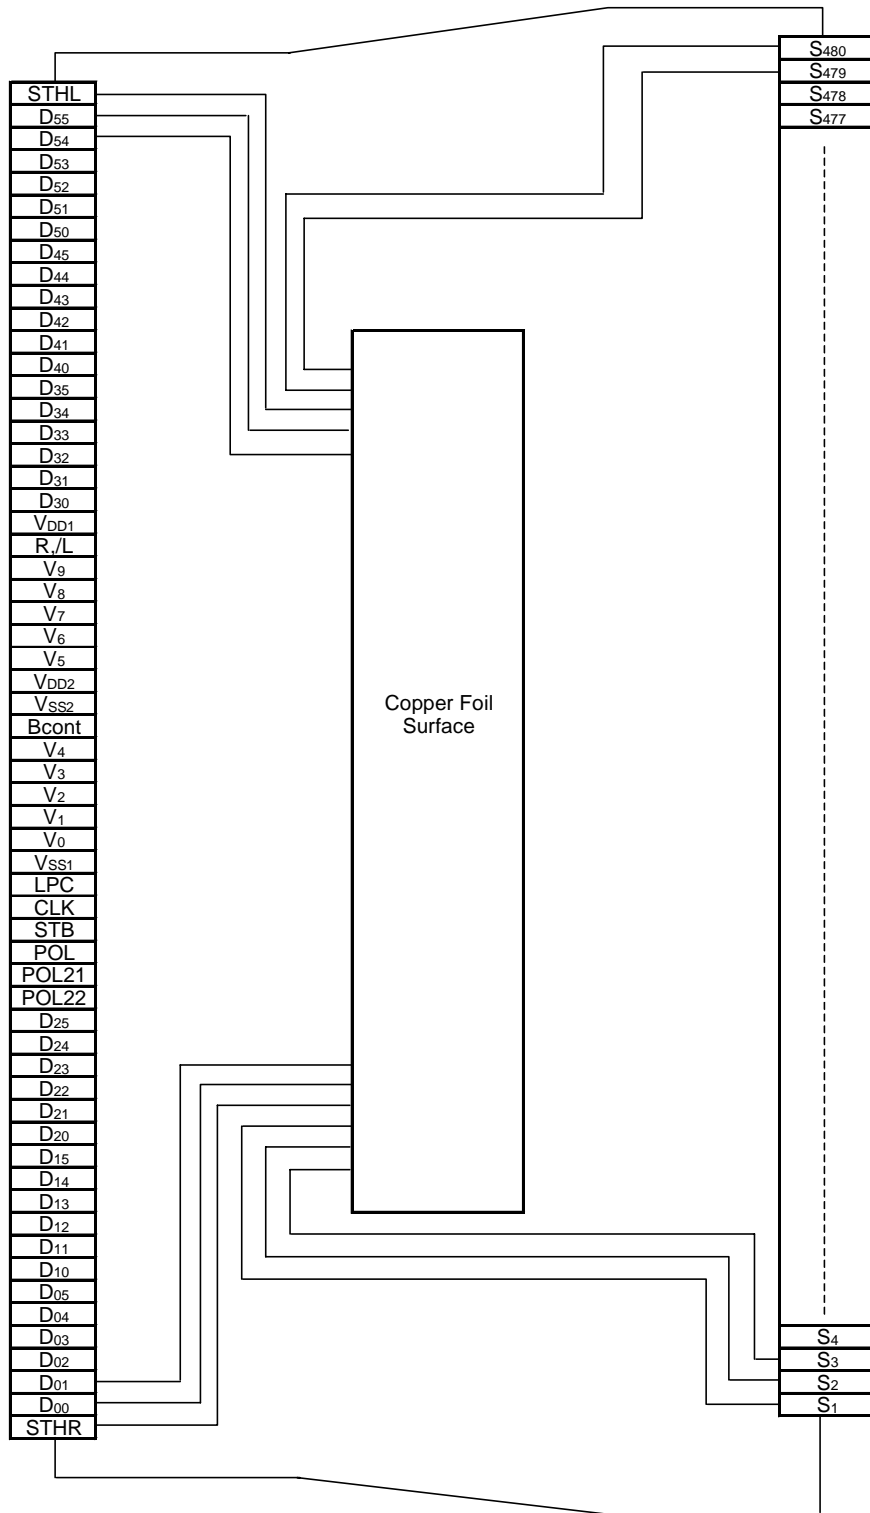 STHL
D55
D54
D53
D52
D51
D50
D45
D44
D43
D42
D41
D40
D35
D34
D33
D32
D31
D30
VDD1
R,/L
V9
V8
V7
V6
V5
VDD2
VSS2
Bcont
V4
V3
V2
V1
V0
VSS1
LPC
CLK
STB
POL
POL21
POL22
D25
D24
D23
D22
D21
D20
D15
D14
D13
D12
D11
D10
D05
D04
D03
D02
D01
D00
STHR
Copper Foil
Surface
S480
S479
S478
S477
S4
S3
S2
S1